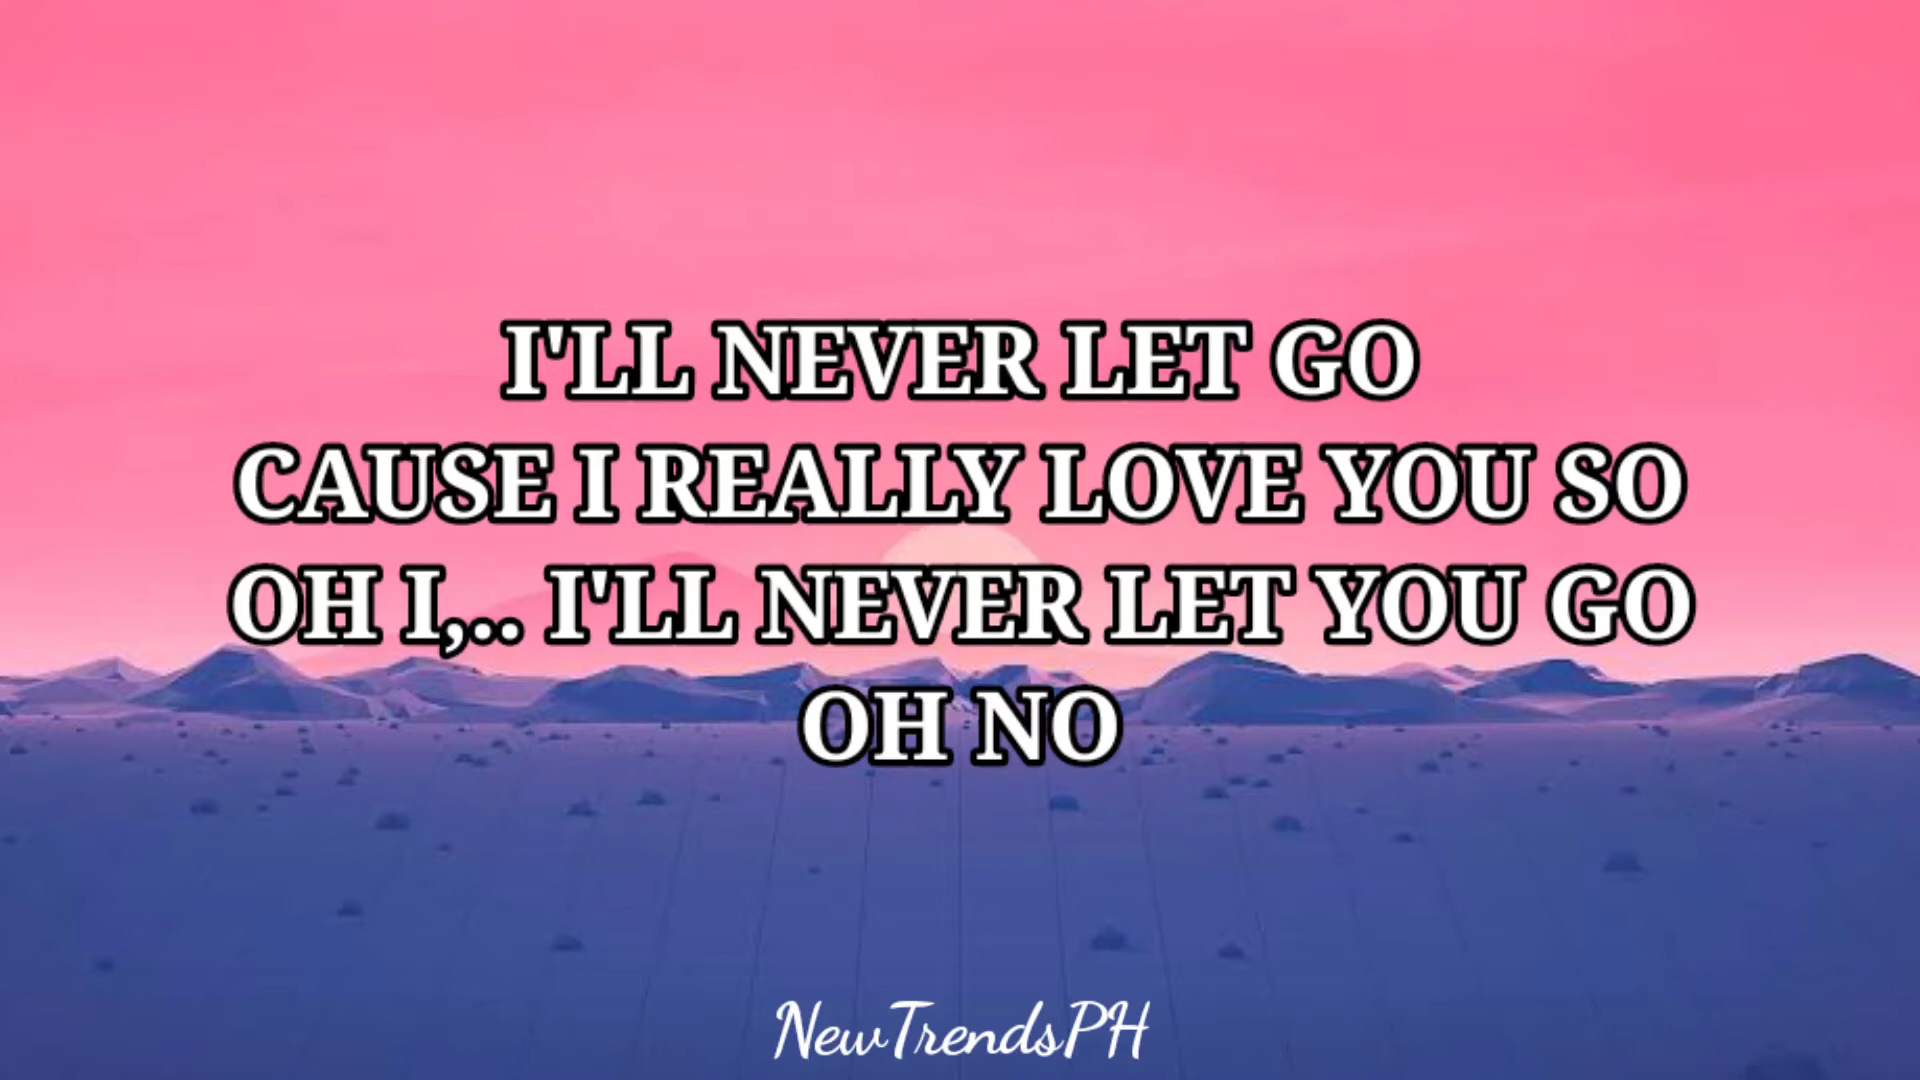 I'LL NEVER LET GO
CAUSE I REALLY LOVE YOU SO
OH I,.. I'LL NEVER LET YOU GO
OH NO
NewTrendsPH